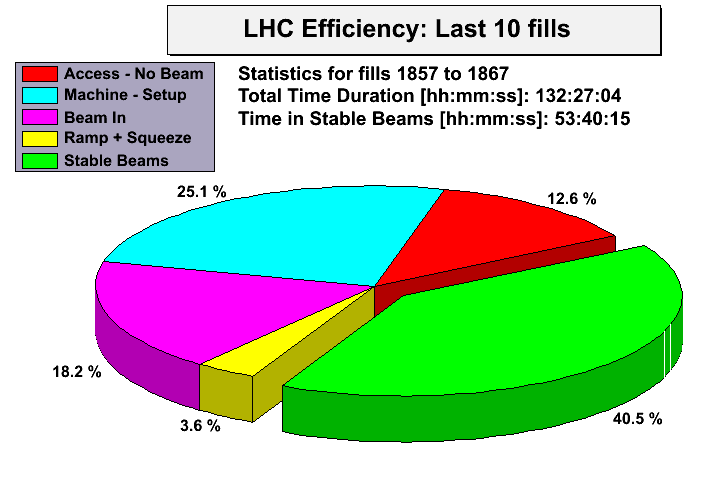 LHC Efficiency: Last 10 fills
Access - No Beam
Machine - Setup
Beam In
Ramp + Squeeze
Stable Beams
Statistics for fills 1857 to 1867
Total Time Duration [hh:mm:ss]: 132:27:04
Time in Stable Beams [hh:mm:ss]: 53:40:15
25.1 %
12.6 %
18.2 %
3.6 %
40.5 %